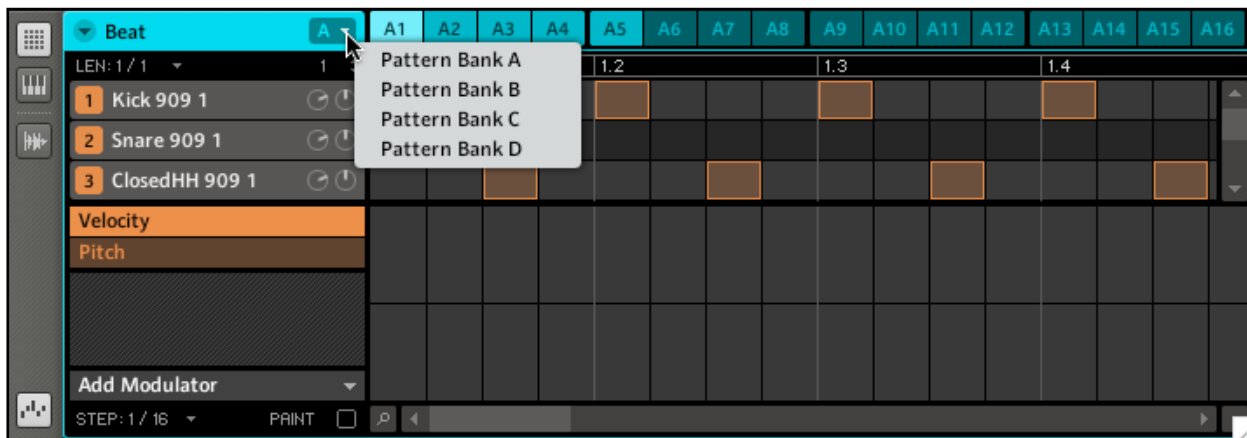 Beat A A1 A2 A3 A4 A5 A6 A7 A8 A9 A10 A11 A12 A13 A14 A15 A16
LEN: 1 / 1 1 1.2 1.3 1.4
Pattern Bank A
Pattern Bank B
Pattern Bank C
Pattern Bank D
1 Kick 909 1
2 Snare 909 1
3 ClosedHH 909 1
Velocity
Pitch
Add Modulator
STEP: 1 / 16 PAINT